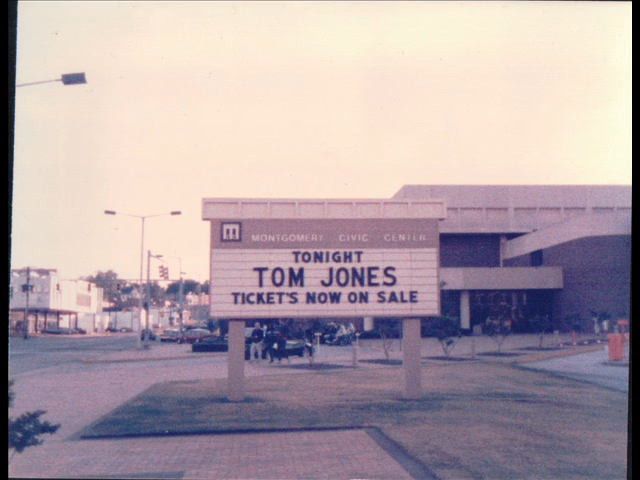 MONTGOMERY CIVIC CENTER
TONIGHT
TOM JONES
TICKET'S NOW ON SALE